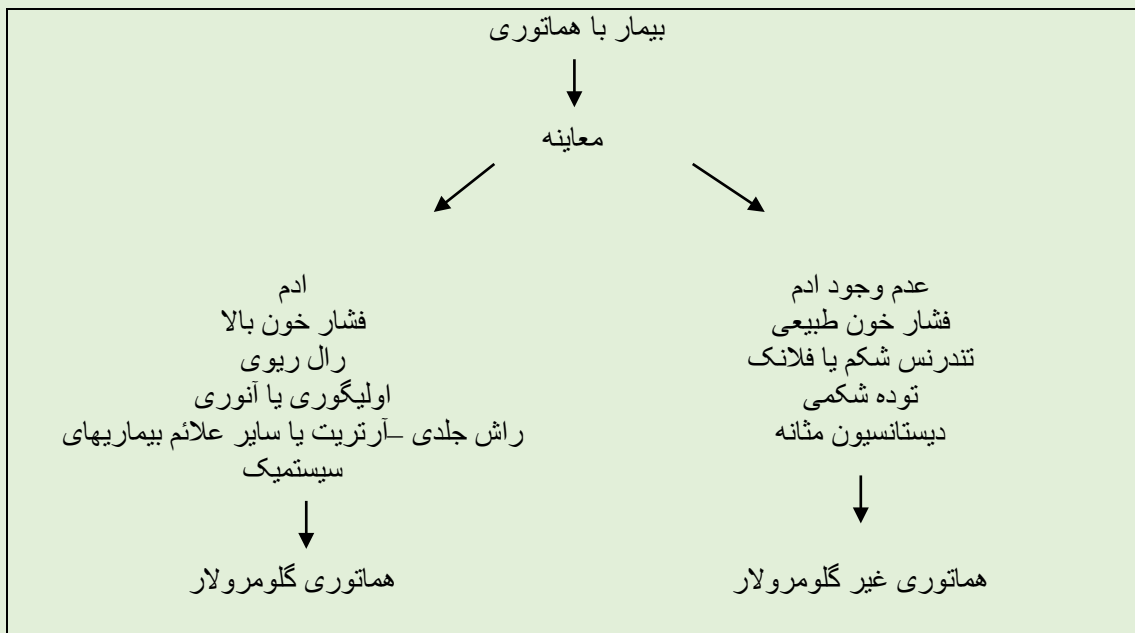 بیمار با هماتوری
معاینه
عدم وجود ادم
فشار خون طبیعی
تندرنس شکم یا فلانک
توده شکمی
دیستانسیون مثانه
هماتوری غیر گلومرولار
ادم
فشار خون بالا
رال ریوی
اولیگوری یا آنوری
راش جلدی –آرتریت یا سایر علائم بیماریهای
سیستمیک
هماتوری گلومرولار